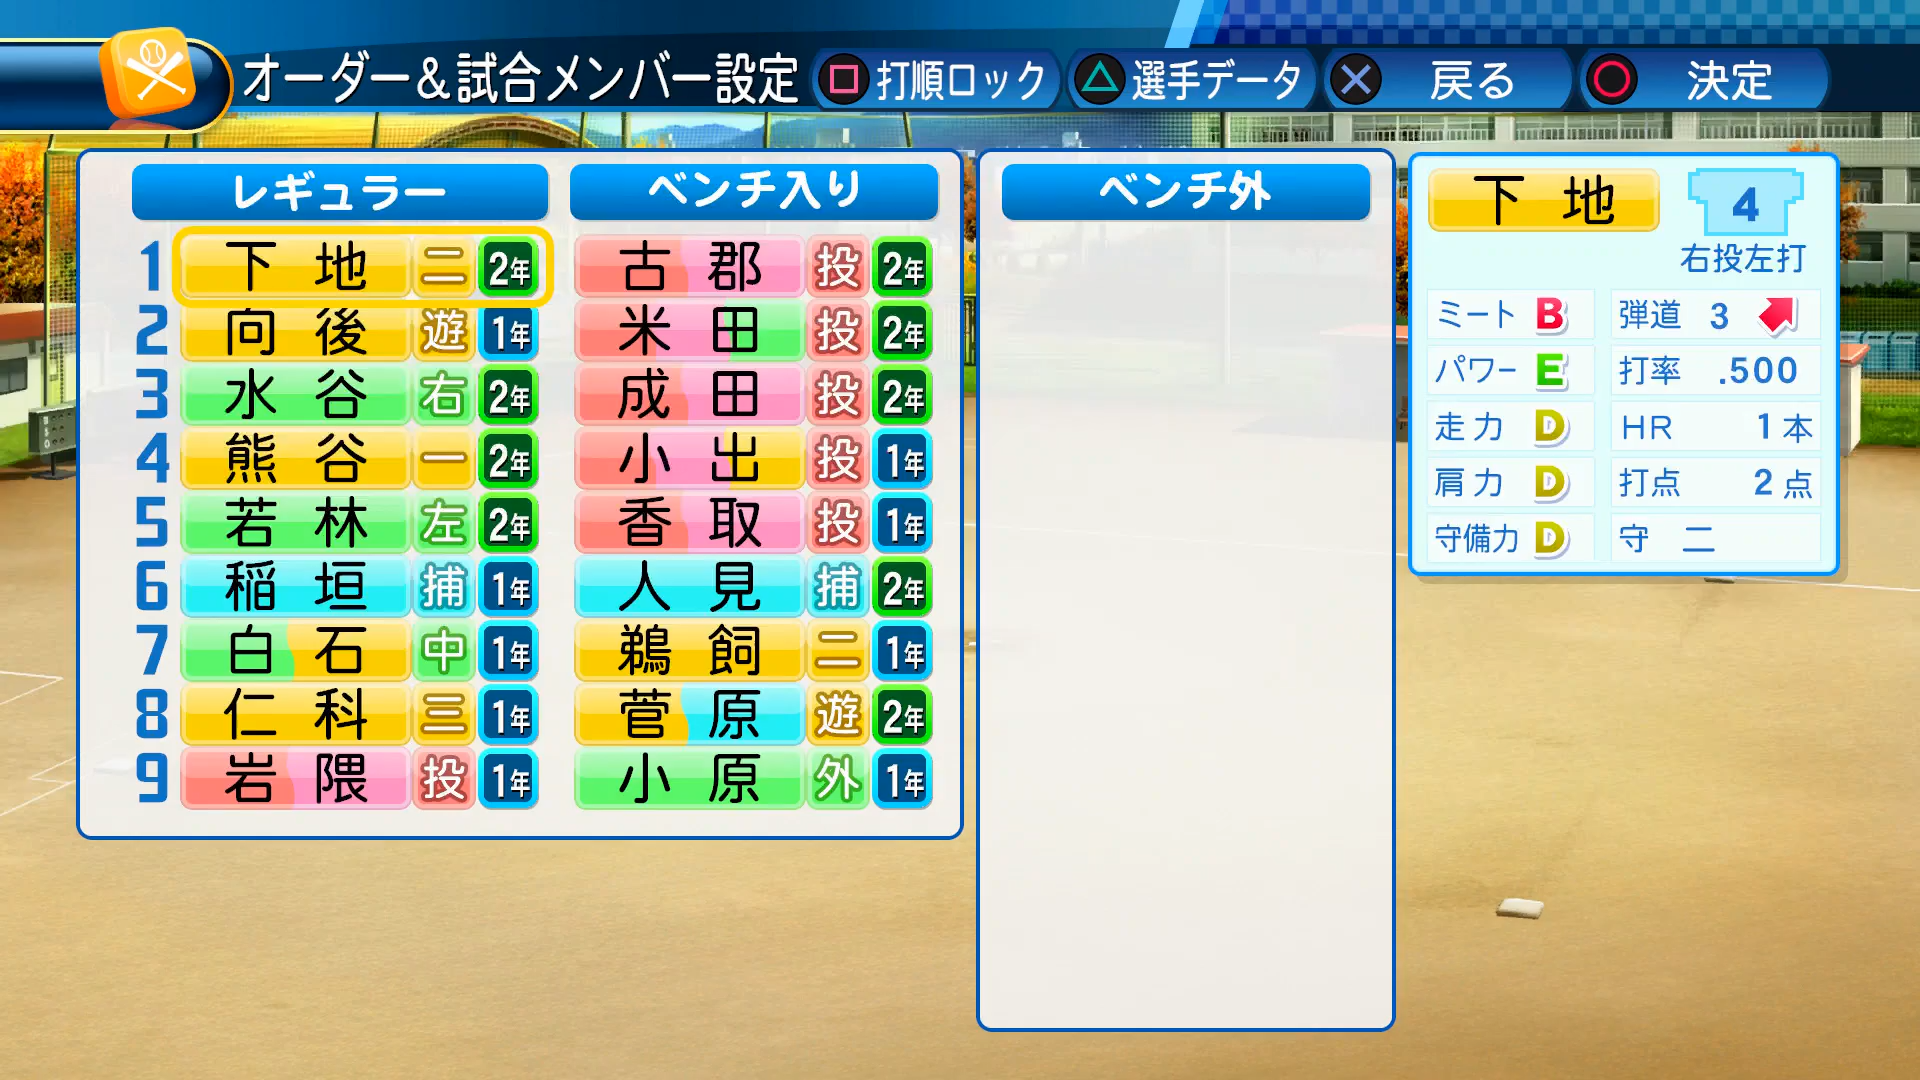 オーダー＆試合メンバー設定 打順ロック 選手データ 戻る 決定
レギュラー ベンチ入り ベンチ外
1 下地 二 2年 古郡 投 2年
2 向後 遊 1年 米田 投 2年
3 水谷 右 2年 成田 投 2年
4 熊谷 一 2年 小出 投 1年
5 若林 左 2年 香取 投 1年
6 稲垣 捕 1年 人見 捕 2年
7 白石 中 1年 鵜飼 二 1年
8 仁科 三 1年 菅原 遊 2年
9 岩隈 投 1年 小原 外 1年
下地 4
右投左打
ミート B 弾道 3
パワー E 打率 .500
走力 D HR 1本
肩力 D 打点 2点
守備力 D 守 二